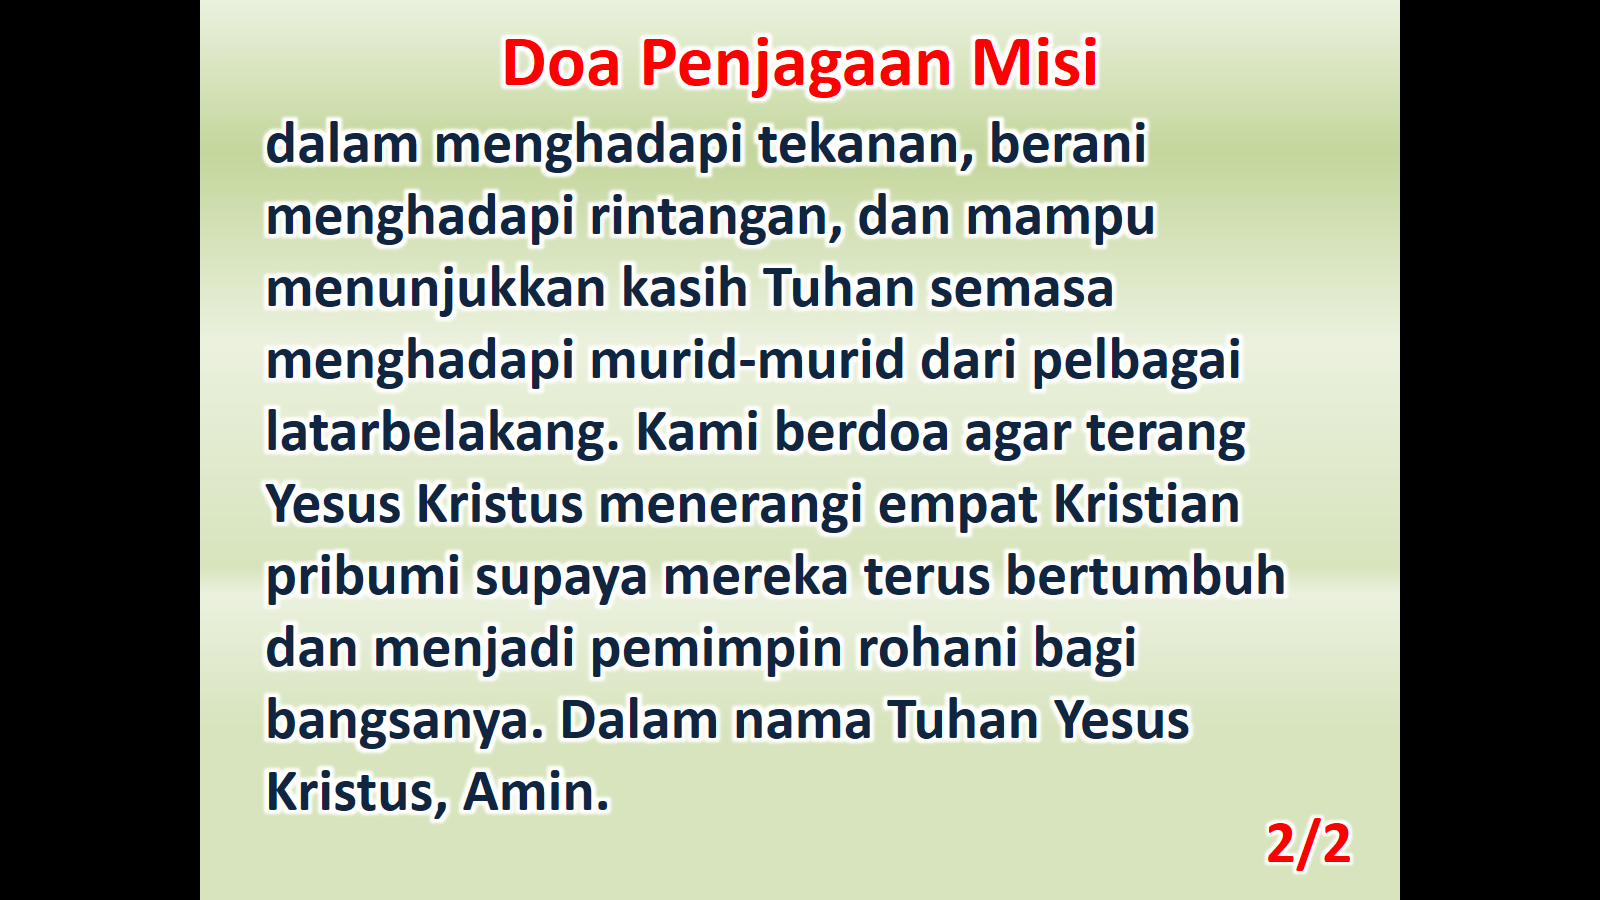 Doa Penjagaan Misi
dalam menghadapi tekanan, berani
menghadapi rintangan, dan mampu
menunjukkan kasih Tuhan semasa
menghadapi murid-murid dari pelbagai
latarbelakang. Kami berdoa agar terang
Yesus Kristus menerangi empat Kristian
pribumi supaya mereka terus bertumbuh
dan menjadi pemimpin rohani bagi
bangsanya. Dalam nama Tuhan Yesus
Kristus, Amin.
2/2